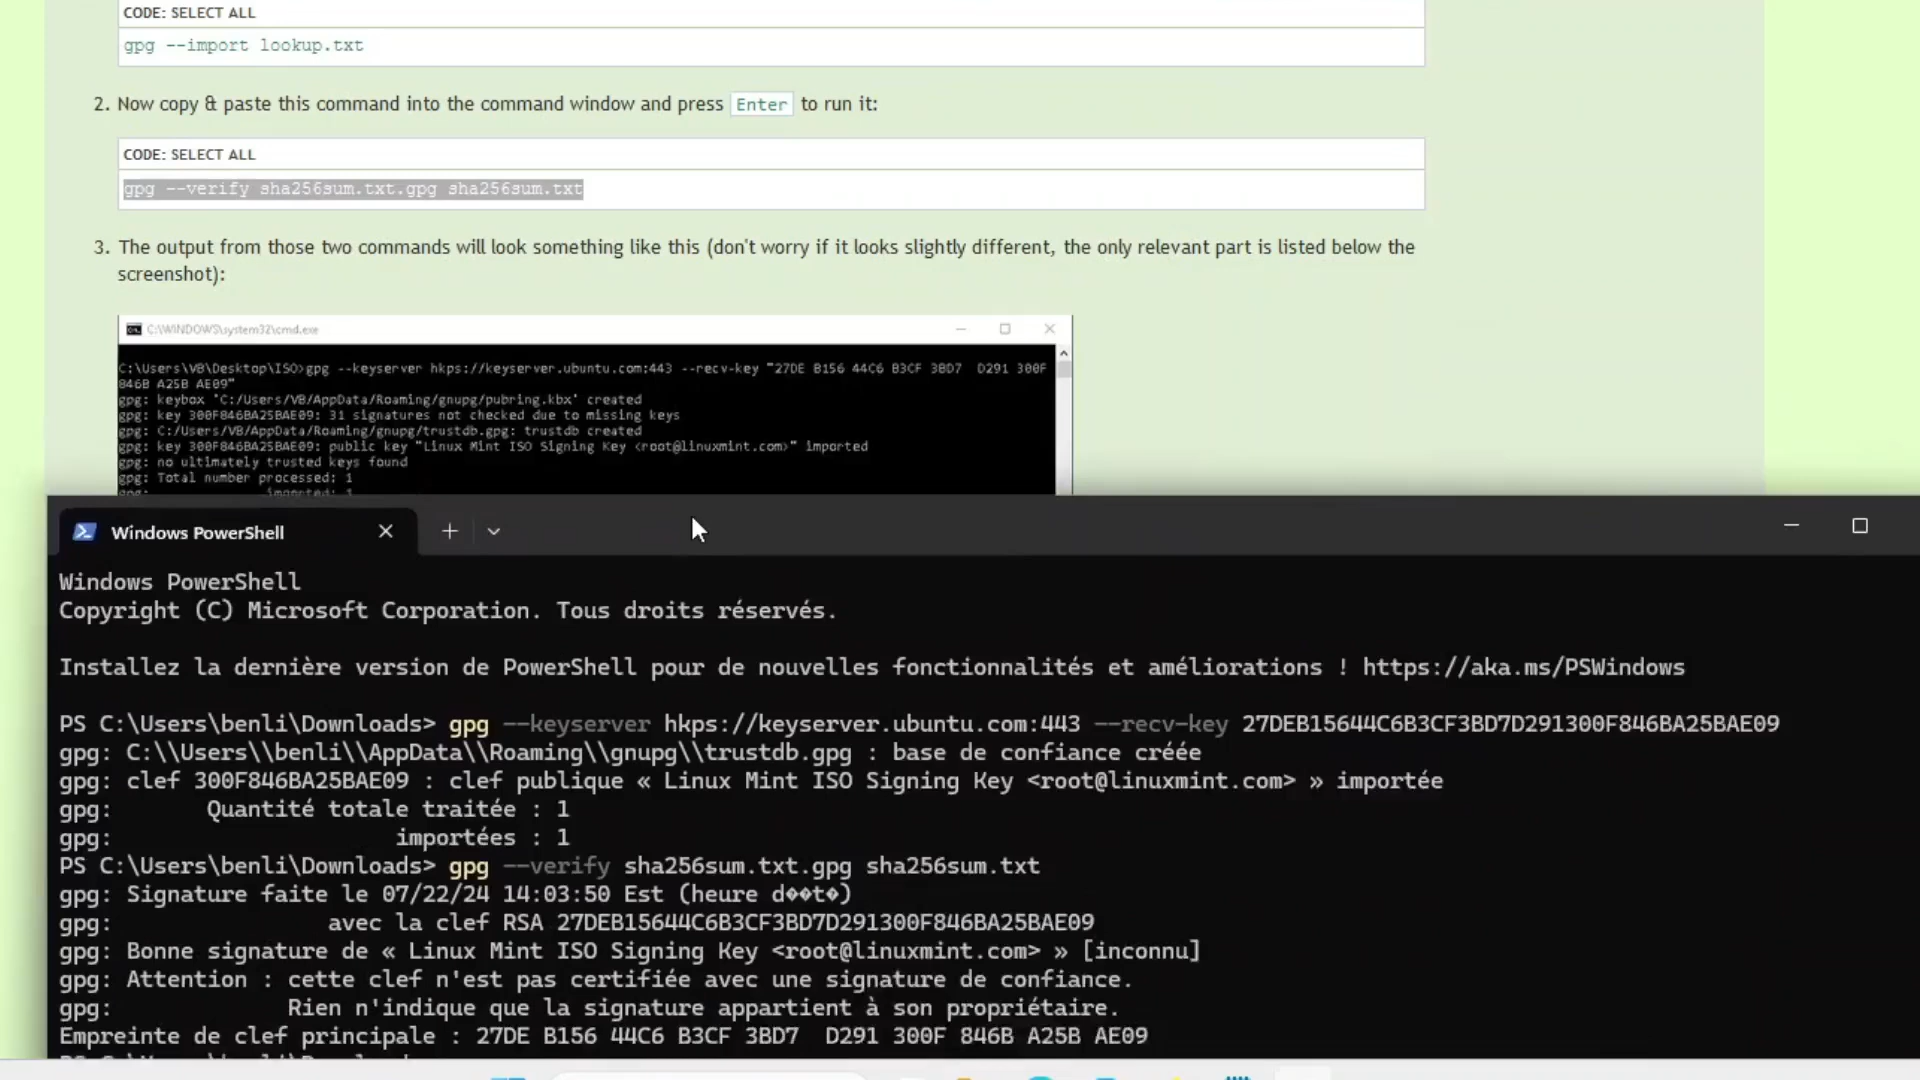 CODE: SELECT ALL
gpg --import lookup.txt
2. Now copy & paste this command into the command window and press Enter to run it:
CODE: SELECT ALL
gpg --verify sha256sum.txt.gpg sha256sum.txt
3. The output from those two commands will look something like this (don't worry if it looks slightly different, the only relevant part is listed below the
screenshot):
C:\WINDOWS\system32\cmd.exe
C:\Users\VB\Desktop\ISO>gpg --keyserver hkps://keyserver.ubuntu.com:443 --recv-key "27DE B156 44C6 B3CF 3BD7  D291 300F
846B A25B AE09"
gpg: keybox 'C:/Users/VB/AppData/Roaming/gnupg/pubring.kbx' created
gpg: key 300F846BA25BAE09: 31 signatures not checked due to missing keys
gpg: C:/Users/VB/AppData/Roaming/gnupg/trustdb.gpg: trustdb created
gpg: key 300F846BA25BAE09: public key "Linux Mint ISO Signing Key <root@linuxmint.com>" imported
gpg: no ultimately trusted keys found
gpg: Total number processed: 1
gpg:               imported: 1
Windows PowerShell
Windows PowerShell
Copyright (C) Microsoft Corporation. Tous droits réservés.
Installez la dernière version de PowerShell pour de nouvelles fonctionnalités et améliorations ! https://aka.ms/PSWindows
PS C:\Users\benli\Downloads> gpg --keyserver hkps://keyserver.ubuntu.com:443 --recv-key 27DEB15644C6B3CF3BD7D291300F846BA25BAE09
gpg: C:\\Users\\benli\\AppData\\Roaming\\gnupg\\trustdb.gpg : base de confiance créée
gpg: clef 300F846BA25BAE09 : clef publique « Linux Mint ISO Signing Key <root@linuxmint.com> » importée
gpg:       Quantité totale traitée : 1
gpg:                     importées : 1
PS C:\Users\benli\Downloads> gpg --verify sha256sum.txt.gpg sha256sum.txt
gpg: Signature faite le 07/22/24 14:03:50 Est (heure d��t�)
gpg:                avec la clef RSA 27DEB15644C6B3CF3BD7D291300F846BA25BAE09
gpg: Bonne signature de « Linux Mint ISO Signing Key <root@linuxmint.com> » [inconnu]
gpg: Attention : cette clef n'est pas certifiée avec une signature de confiance.
gpg:             Rien n'indique que la signature appartient à son propriétaire.
Empreinte de clef principale : 27DE B156 44C6 B3CF 3BD7  D291 300F 846B A25B AE09